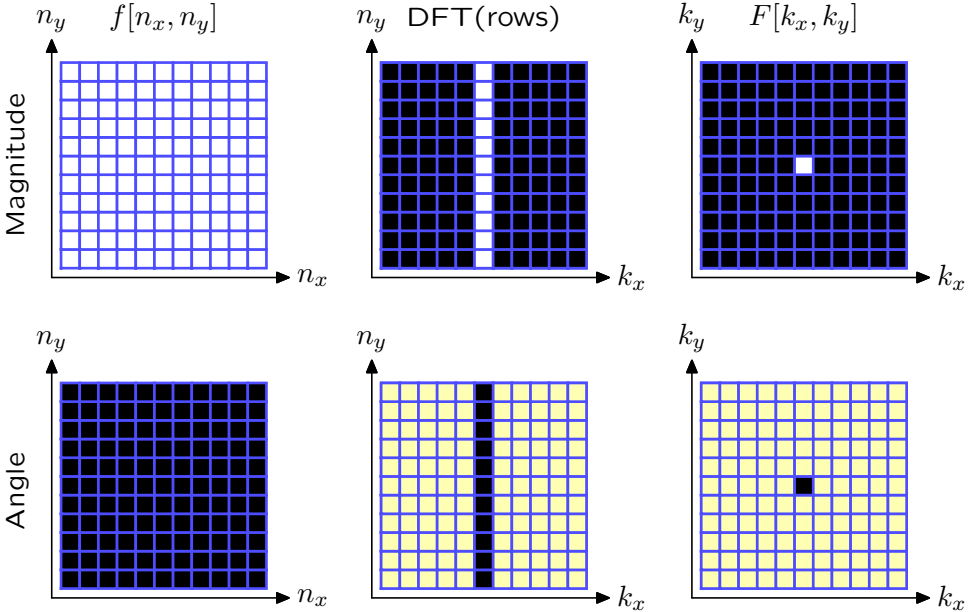 n_y f[n_x, n_y] n_y DFT(rows) k_y F[k_x, k_y]
Magnitude
n_x k_x k_x
n_y n_y k_y
Angle
n_x k_x k_x